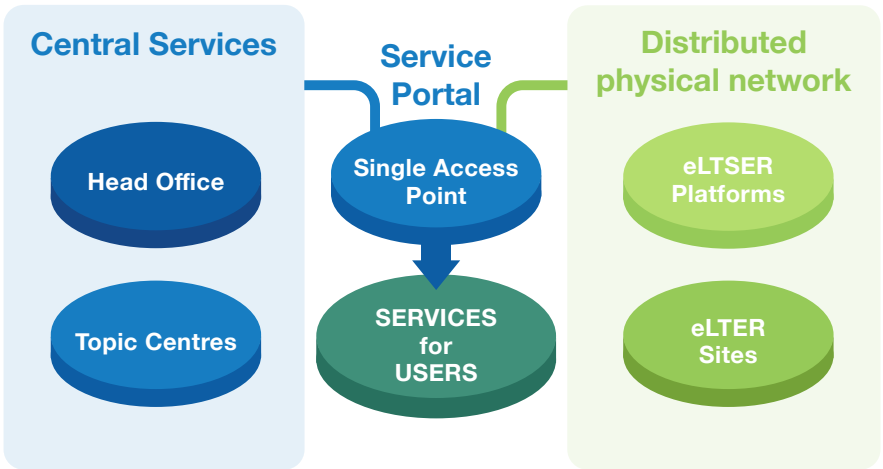 Central Services
Head Office
Topic Centres
Service
Portal
Single Access
Point
SERVICES
for
USERS
Distributed
physical network
eLTSER
Platforms
eLTER
Sites